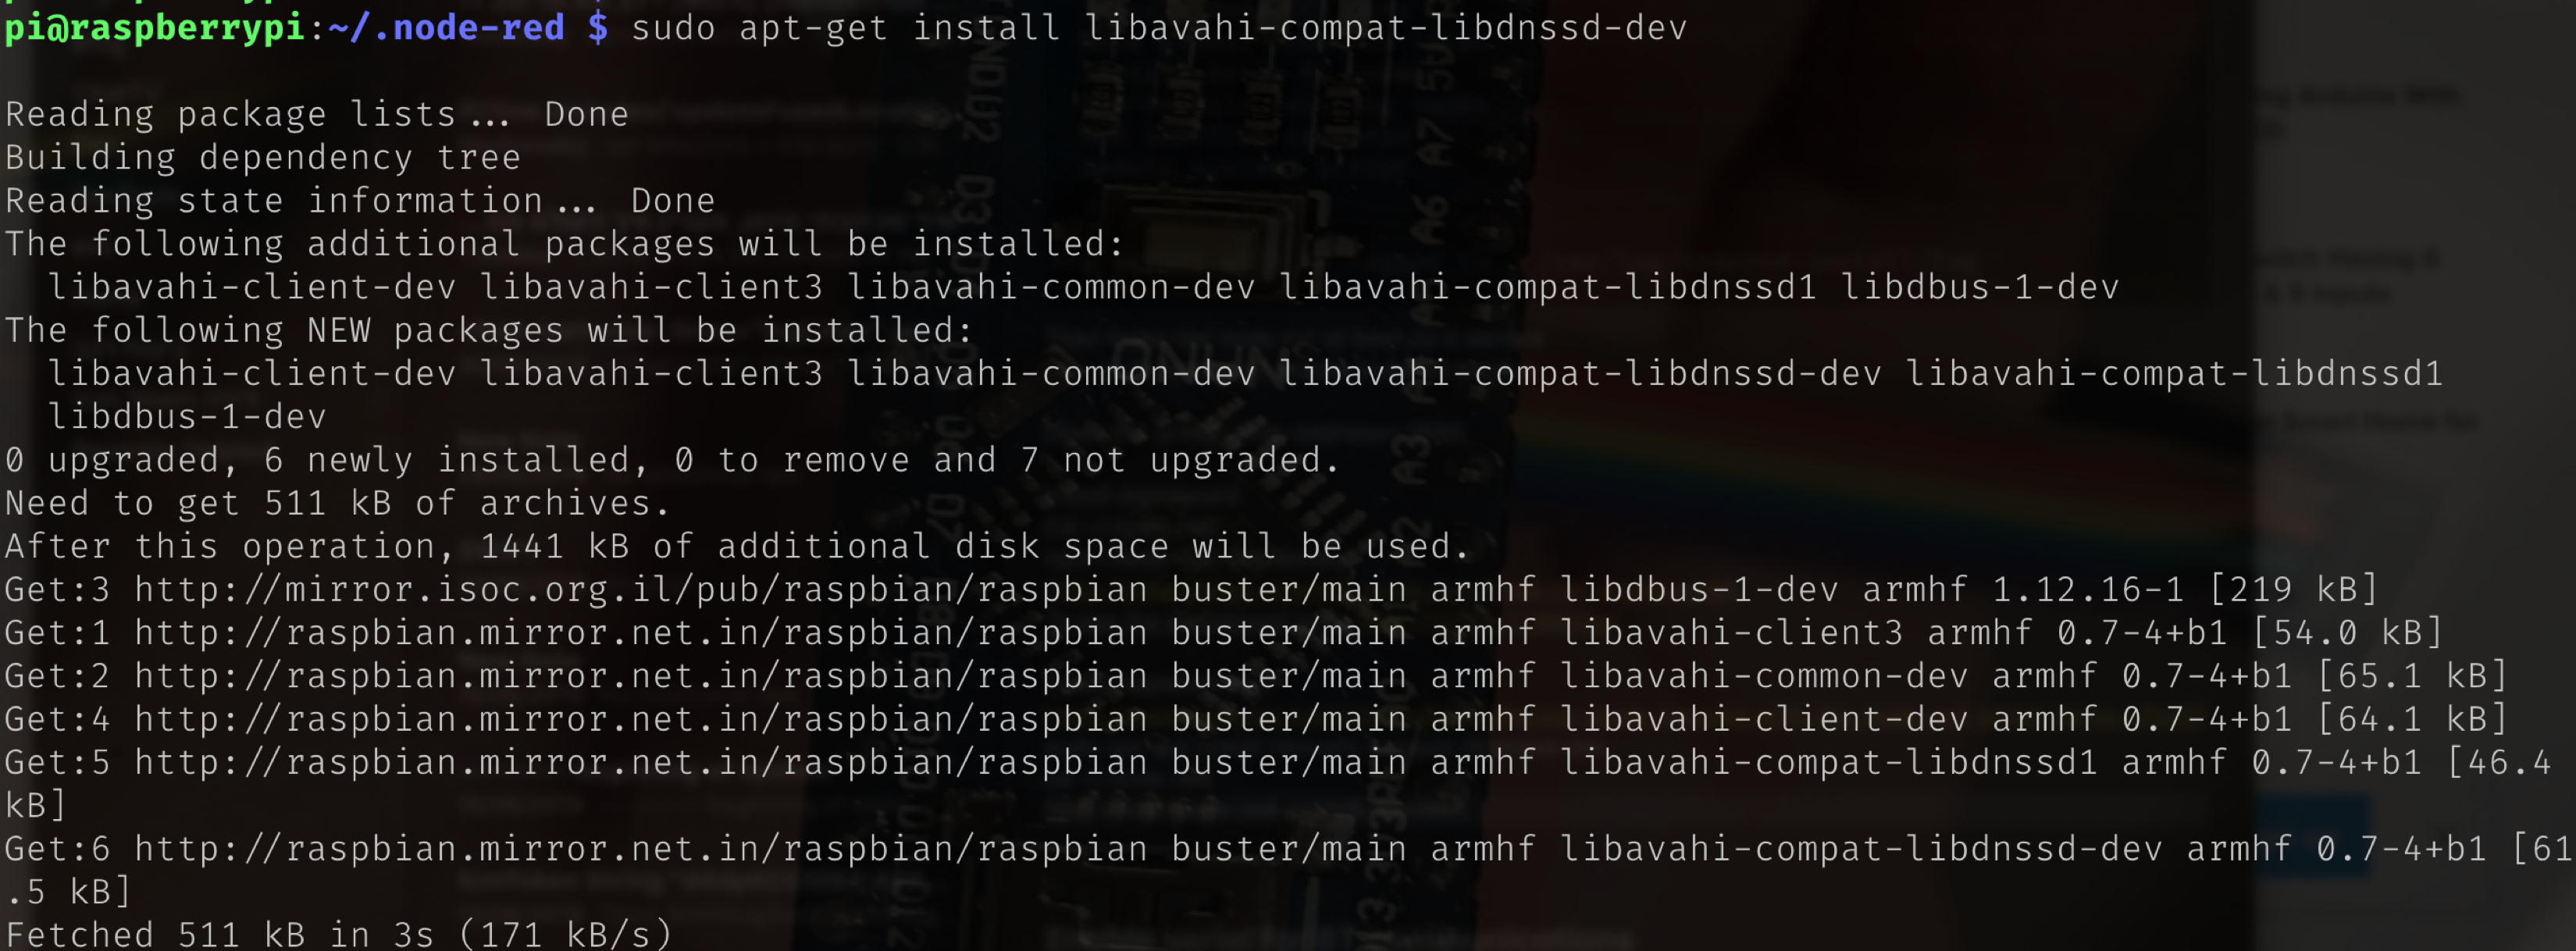 pi@raspberrypi:~/.node-red $ sudo apt-get install libavahi-compat-libdnssd-dev
Reading package lists... Done
Building dependency tree
Reading state information... Done
The following additional packages will be installed:
  libavahi-client-dev libavahi-client3 libavahi-common-dev libavahi-compat-libdnssd1 libdbus-1-dev
The following NEW packages will be installed:
  libavahi-client-dev libavahi-client3 libavahi-common-dev libavahi-compat-libdnssd-dev libavahi-compat-libdnssd1
  libdbus-1-dev
0 upgraded, 6 newly installed, 0 to remove and 7 not upgraded.
Need to get 511 kB of archives.
After this operation, 1441 kB of additional disk space will be used.
Get:3 http://mirror.isoc.org.il/pub/raspbian/raspbian buster/main armhf libdbus-1-dev armhf 1.12.16-1 [219 kB]
Get:1 http://raspbian.mirror.net.in/raspbian/raspbian buster/main armhf libavahi-client3 armhf 0.7-4+b1 [54.0 kB]
Get:2 http://raspbian.mirror.net.in/raspbian/raspbian buster/main armhf libavahi-common-dev armhf 0.7-4+b1 [65.1 kB]
Get:4 http://raspbian.mirror.net.in/raspbian/raspbian buster/main armhf libavahi-client-dev armhf 0.7-4+b1 [64.1 kB]
Get:5 http://raspbian.mirror.net.in/raspbian/raspbian buster/main armhf libavahi-compat-libdnssd1 armhf 0.7-4+b1 [46.4
kB]
Get:6 http://raspbian.mirror.net.in/raspbian/raspbian buster/main armhf libavahi-compat-libdnssd-dev armhf 0.7-4+b1 [61
.5 kB]
Fetched 511 kB in 3s (171 kB/s)